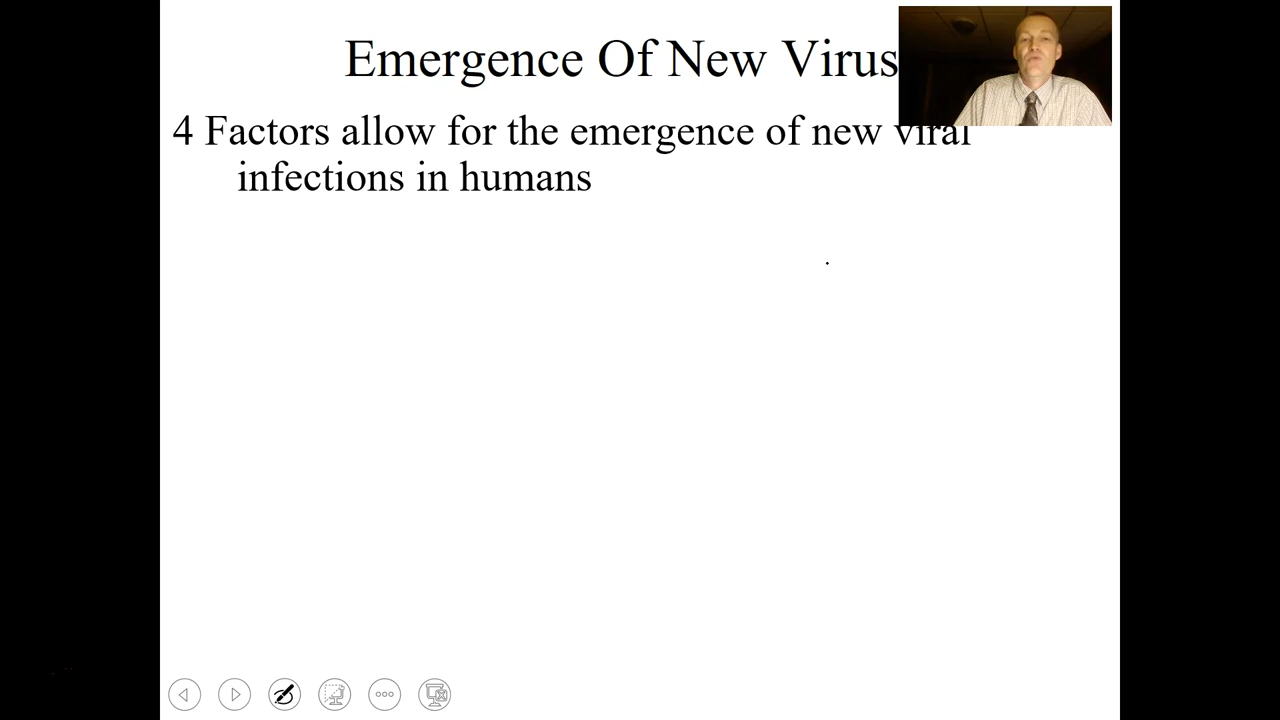 Emergence Of New Virus
4 Factors allow for the emergence of new viral
infections in humans